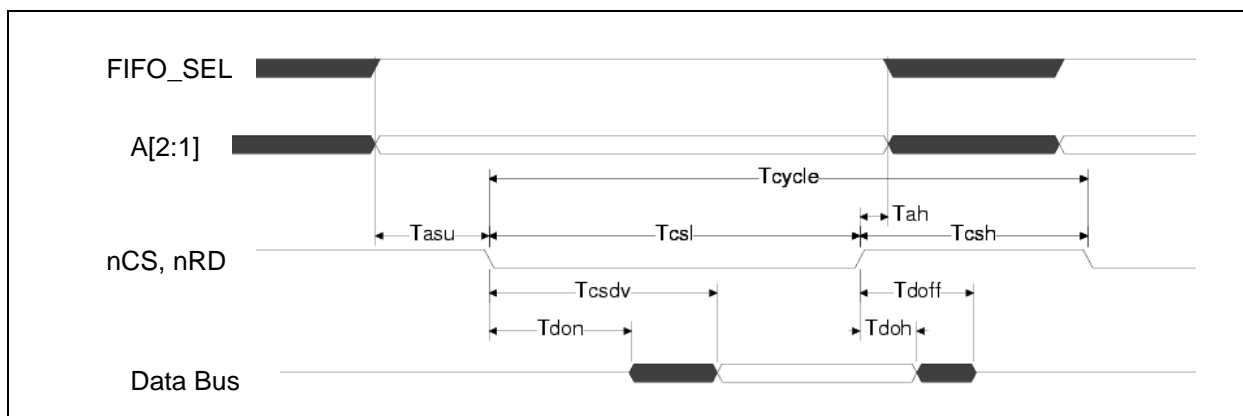 FIFO_SEL
A[2:1]
Tcycle
Tah
Tasu
Tcsl
Tcsh
nCS, nRD
Tcsdv
Tdoff
Tdon
Tdoh
Data Bus